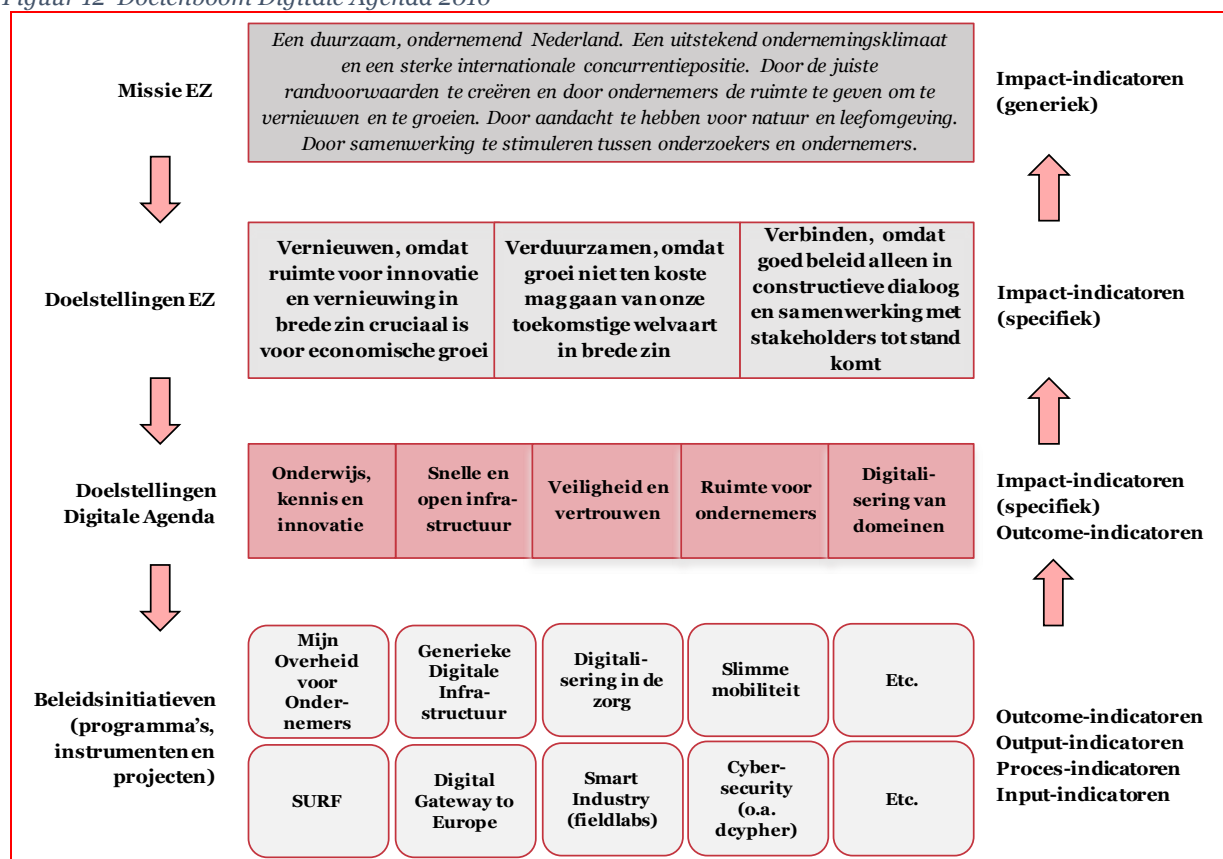 Figuur 12 Doelenboom Digitale Agenda 2016
Missie EZ
Een duurzaam, ondernemend Nederland. Een uitstekend ondernemingsklimaat
en een sterke internationale concurrentiepositie. Door de juiste
randvoorwaarden te creëren en door ondernemers de ruimte te geven om te
vernieuwen en te groeien. Door aandacht te hebben voor natuur en leefomgeving.
Door samenwerking te stimuleren tussen onderzoekers en ondernemers.
Impact-indicatoren
(generiek)
Doelstellingen EZ
Vernieuwen, omdat
ruimte voor innovatie
en vernieuwing in
brede zin cruciaal is
voor economische groei
Verduurzamen, omdat
groei niet ten koste
mag gaan van onze
toekomstige welvaart
in brede zin
Verbinden, omdat
goed beleid alleen in
constructieve dialoog
en samenwerking met
stakeholders tot stand
komt
Impact-indicatoren
(specifiek)
Doelstellingen
Digitale Agenda
Onderwijs,
kennis en
innovatie
Snelle en
open infra-
structuur
Veiligheid en
vertrouwen
Ruimte voor
ondernemers
Digitali-
sering van
domeinen
Impact-indicatoren
(specifiek)
Outcome-indicatoren
Beleidsinitiatieven
(programma's,
instrumenten en
projecten)
Mijn
Overheid
voor
Onder-
nemers
Generieke
Digitale
Infra-
structuur
Digitali-
sering in de
zorg
Slimme
mobiliteit
Etc.
SURF
Digital
Gateway to
Europe
Smart
Industry
(fieldlabs)
Cyber-
security
(o.a.
dcypher)
Etc.
Outcome-indicatoren
Output-indicatoren
Proces-indicatoren
Input-indicatoren